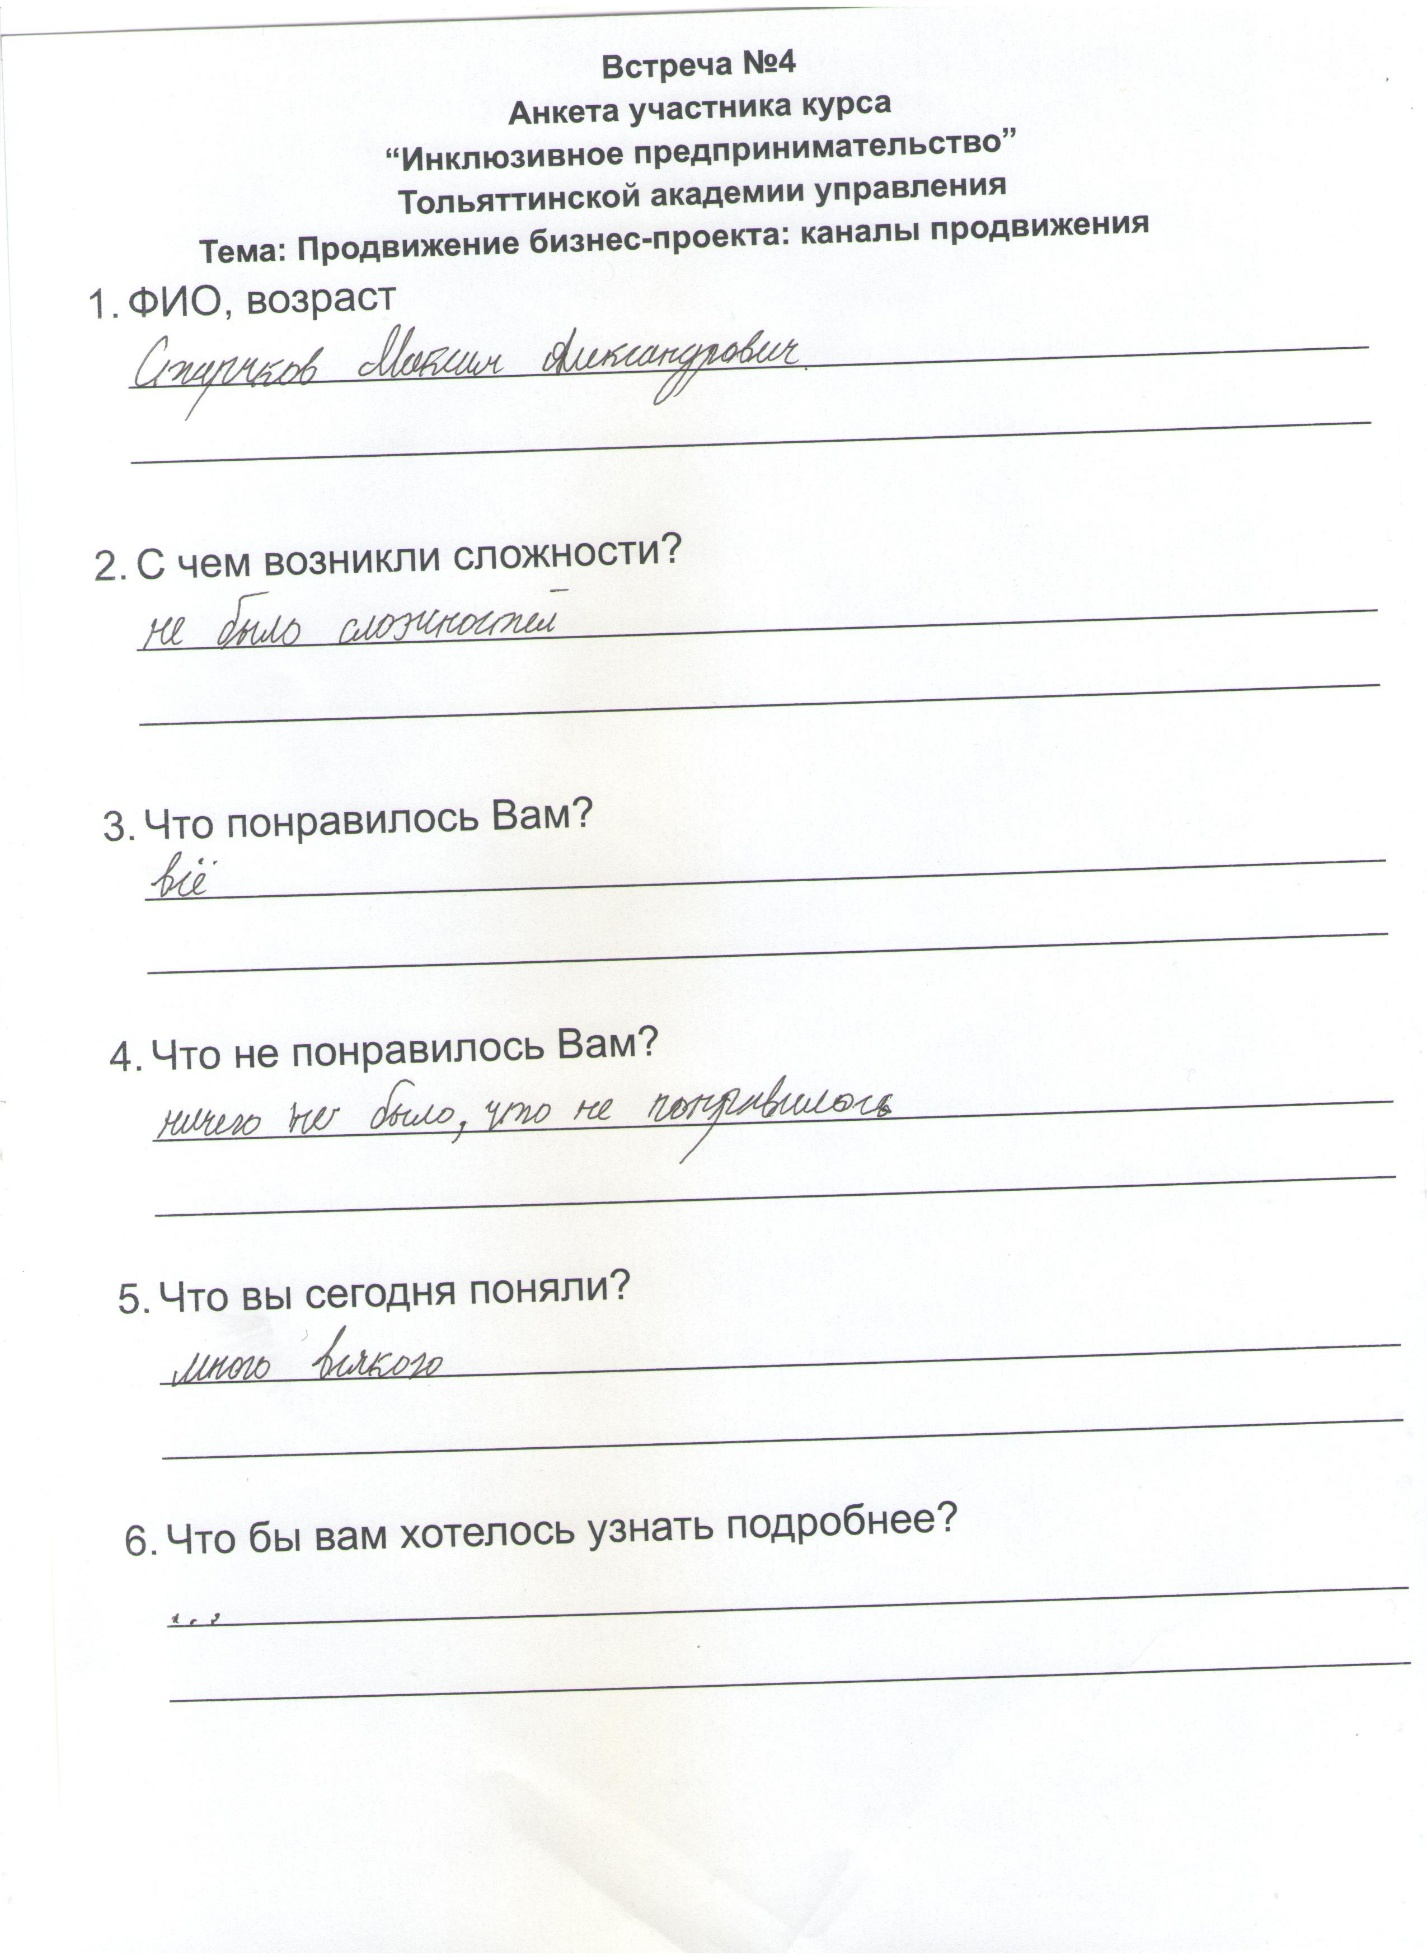 Встреча №4
Анкета участника курса
“Инклюзивное предпринимательство”
Тольяттинской академии управления
Тема: Продвижение бизнес-проекта: каналы продвижения
1. ФИО, возраст
Максим Александрович.
2. С чем возникли сложности?
не было сложностей
3. Что понравилось Вам?
всё
4. Что не понравилось Вам?
ничего не было, что не понравилось
5. Что вы сегодня поняли?
много всякого
6. Что бы вам хотелось узнать подробнее?
...